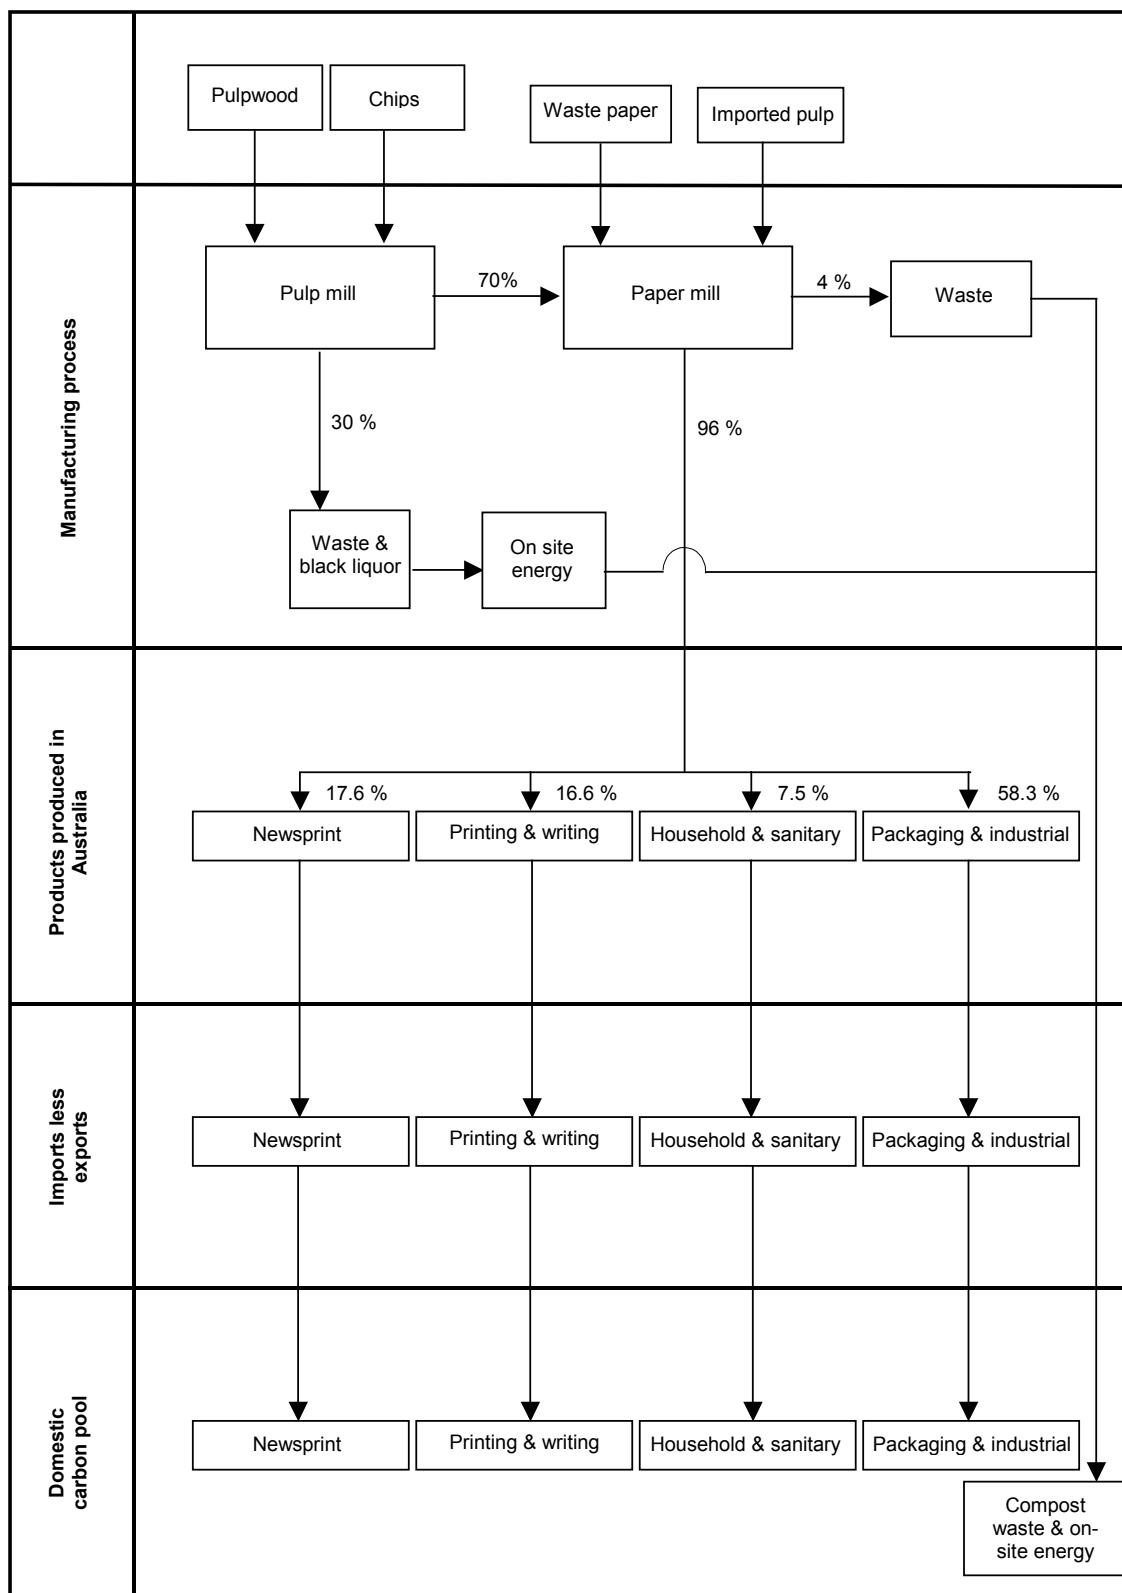 Pulpwood
Chips
Waste paper
Imported pulp
Manufacturing process
Pulp mill
70%
Paper mill
4 %
Waste
30 %
96 %
Waste &
black liquor
On site
energy
Products produced in
Australia
17.6 %
16.6 %
7.5 %
58.3 %
Newsprint
Printing & writing
Household & sanitary
Packaging & industrial
Imports less
exports
Newsprint
Printing & writing
Household & sanitary
Packaging & industrial
Domestic
carbon pool
Newsprint
Printing & writing
Household & sanitary
Packaging & industrial
Compost
waste & on-
site energy